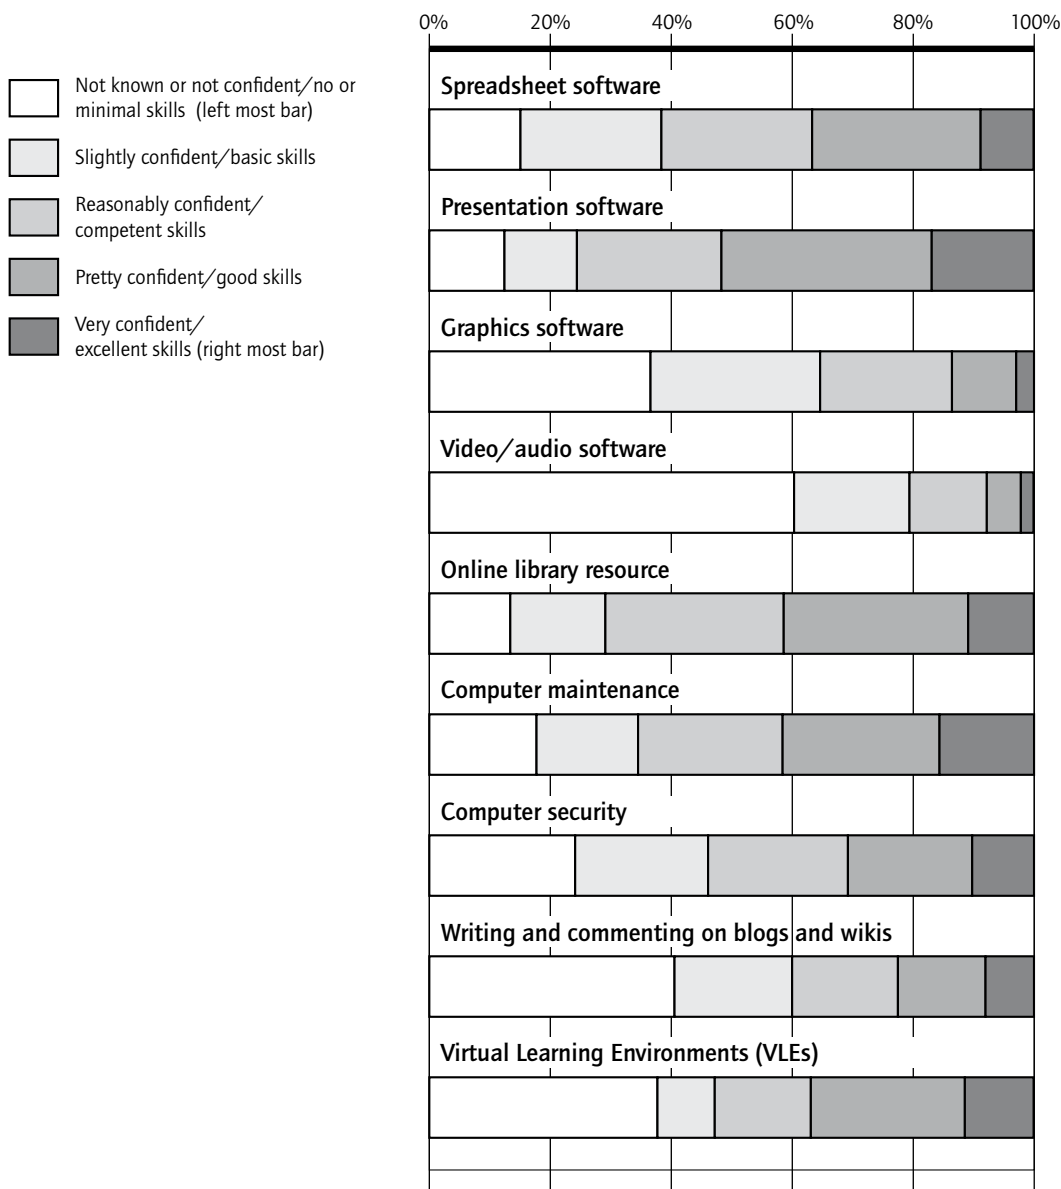 0% 20% 40% 60% 80% 100%
Not known or not confident/no or
minimal skills (left most bar)
Slightly confident/basic skills
Reasonably confident/
competent skills
Pretty confident/good skills
Very confident/
excellent skills (right most bar)
Spreadsheet software
Presentation software
Graphics software
Video/audio software
Online library resource
Computer maintenance
Computer security
Writing and commenting on blogs and wikis
Virtual Learning Environments (VLEs)